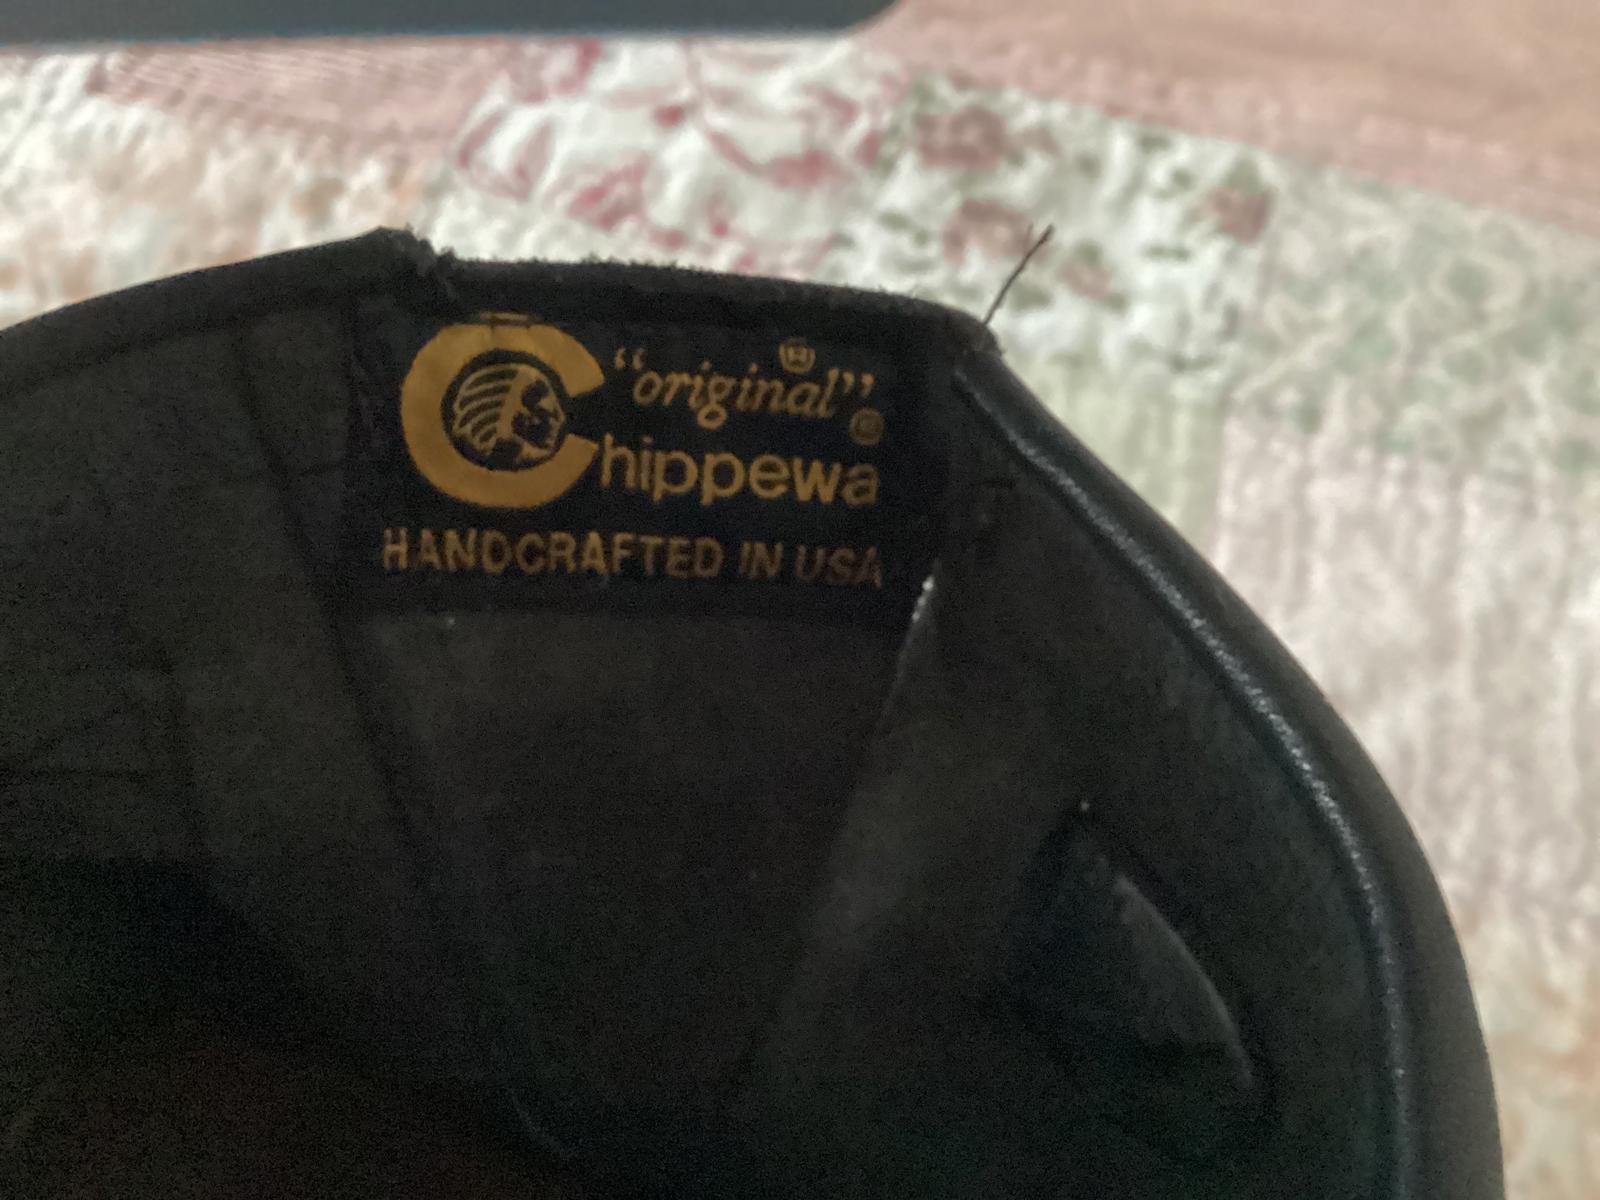 “original”®
®
Chippewa
HANDCRAFTED IN USA